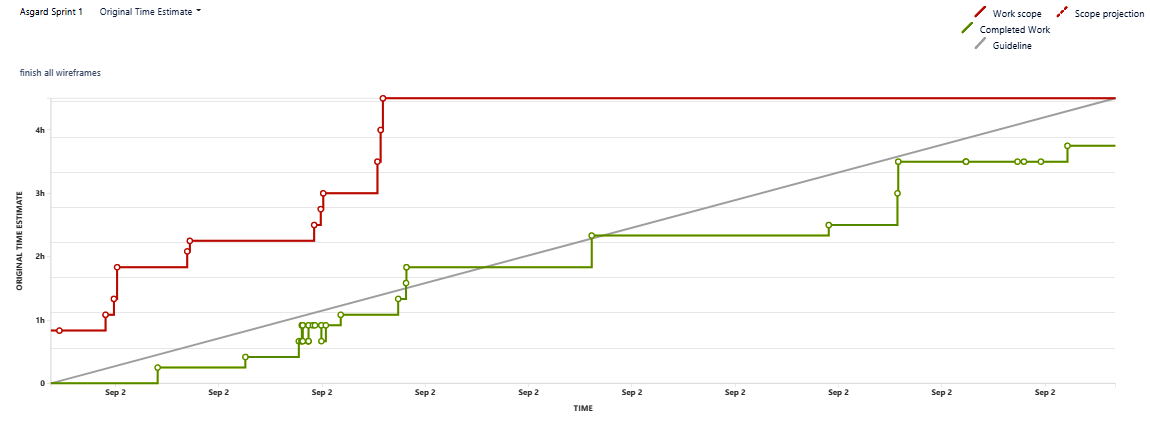 Asgard Sprint 1 Original Time Estimate
Work scope Scope projection
Completed Work
Guideline
finish all wireframes
4h
3h
2h
1h
0
ORIGINAL TIME ESTIMATE
Sep 2 Sep 2 Sep 2 Sep 2 Sep 2 Sep 2 Sep 2 Sep 2 Sep 2 Sep 2
TIME